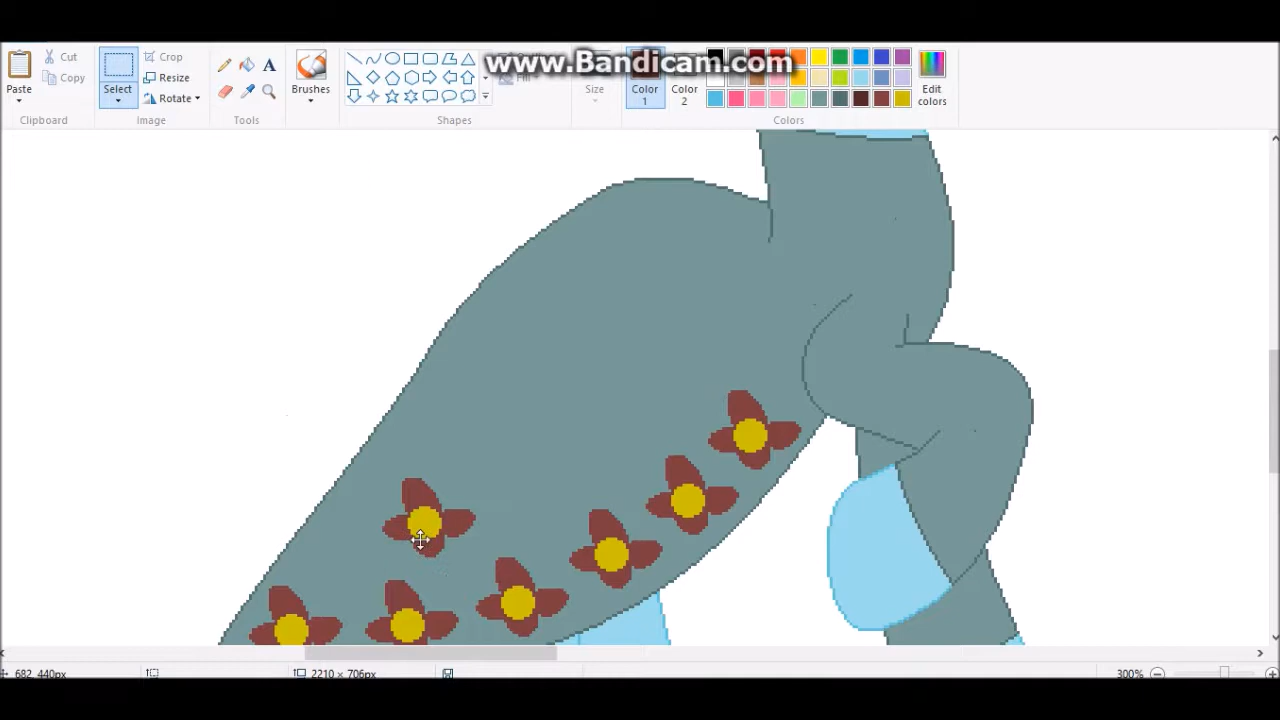 www.Bandicam.com
Cut
Copy
Paste
Clipboard
Crop
Resize
Rotate
Select
Image
A
Tools
Brushes
Shapes
Fill
Size
Color
1
Color
2
Edit
colors
Colors
682, 440px
2210 × 706px
300%